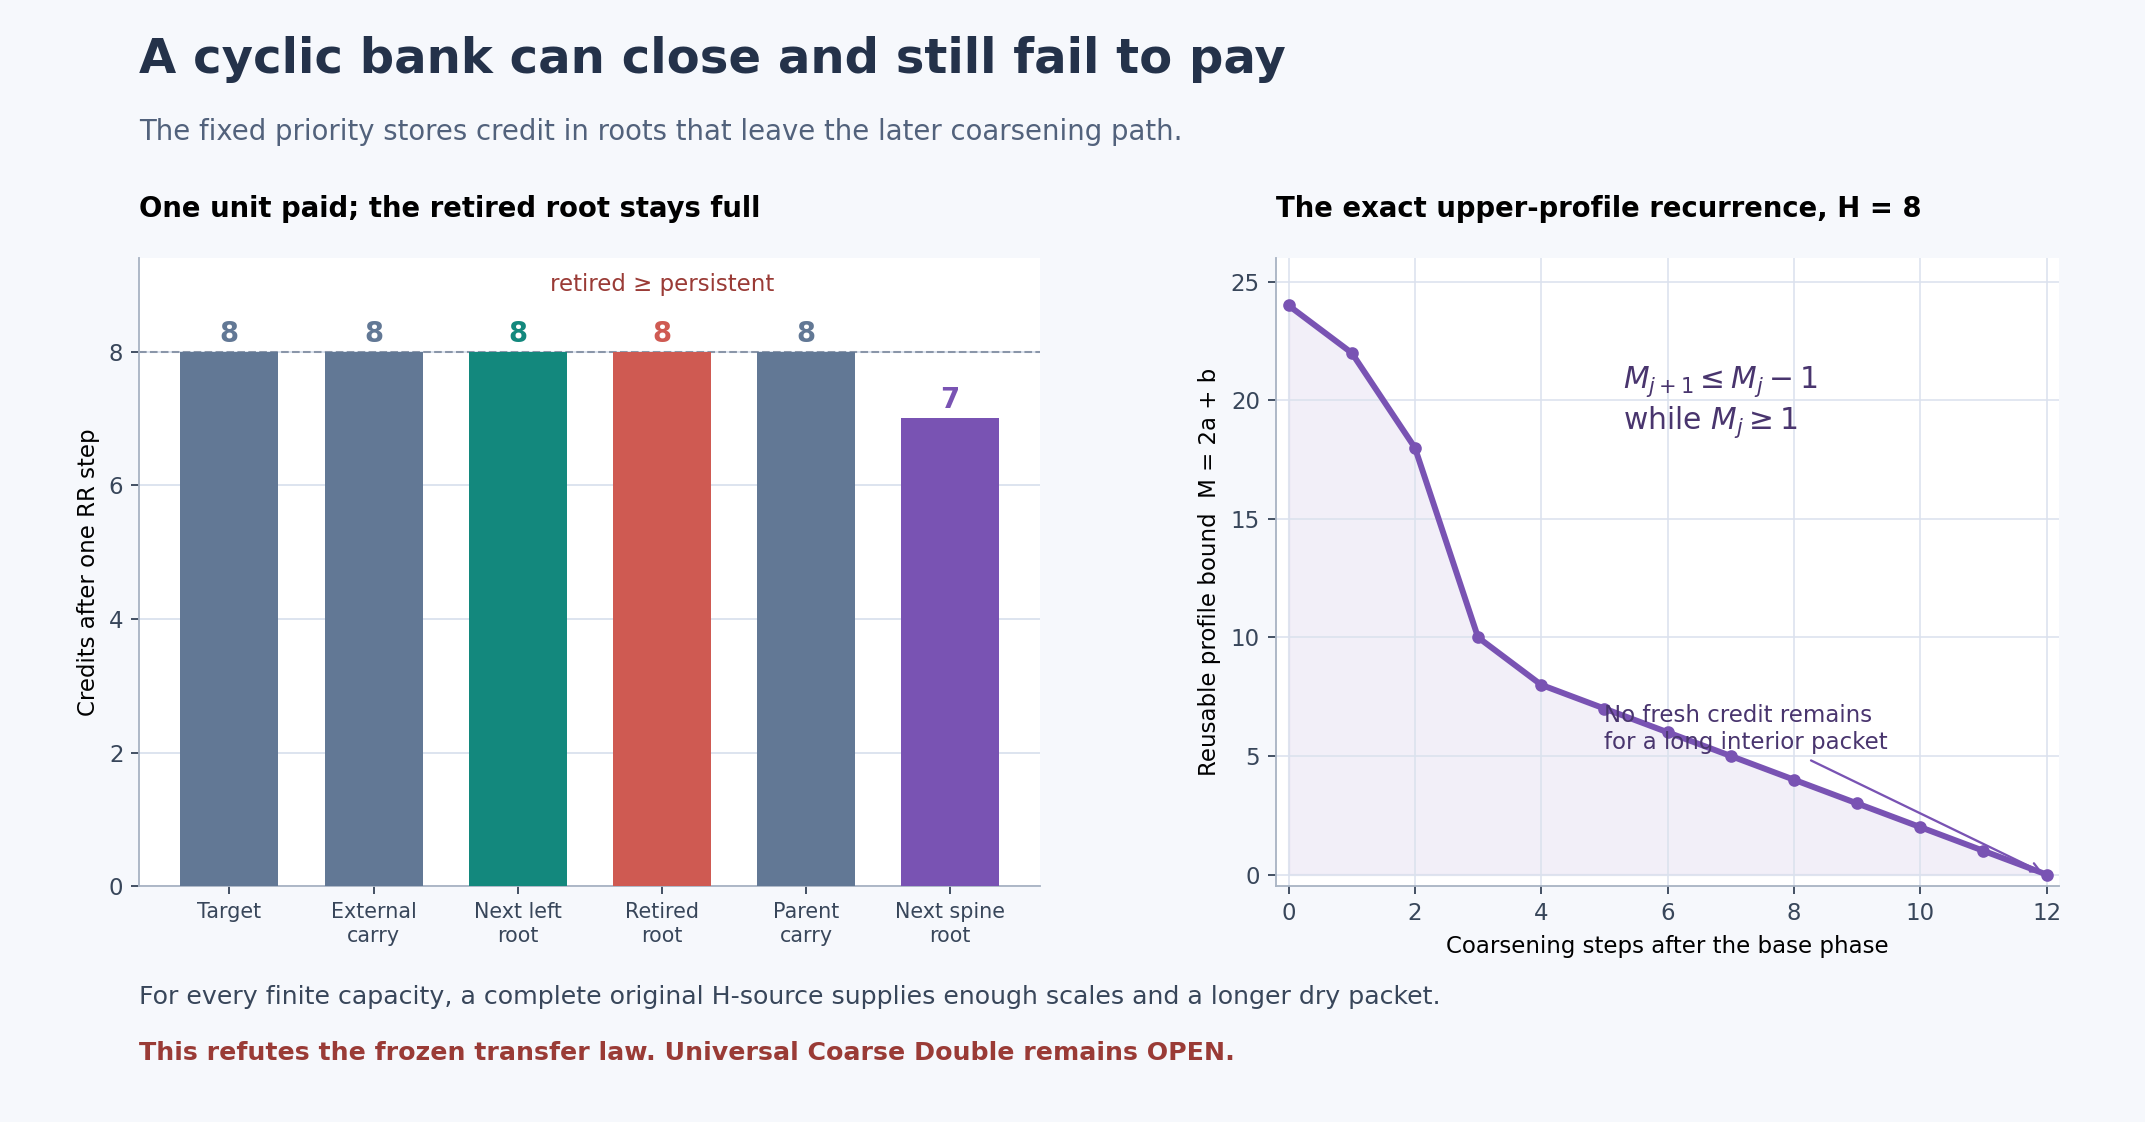 A cyclic bank can close and still fail to pay
The fixed priority stores credit in roots that leave the later coarsening path.
One unit paid; the retired root stays full
retired ≥ persistent
8
8
8
8
8
7
8
6
4
2
0
Credits after one RR step
Target
External
carry
Next left
root
Retired
root
Parent
carry
Next spine
root
The exact upper-profile recurrence, H = 8
25
20
15
10
5
0
Reusable profile bound M = 2a + b
M_{j+1} ≤ M_j − 1
while M_j ≥ 1
No fresh credit remains
for a long interior packet
0 2 4 6 8 10 12
Coarsening steps after the base phase
For every finite capacity, a complete original H-source supplies enough scales and a longer dry packet.
This refutes the frozen transfer law. Universal Coarse Double remains OPEN.